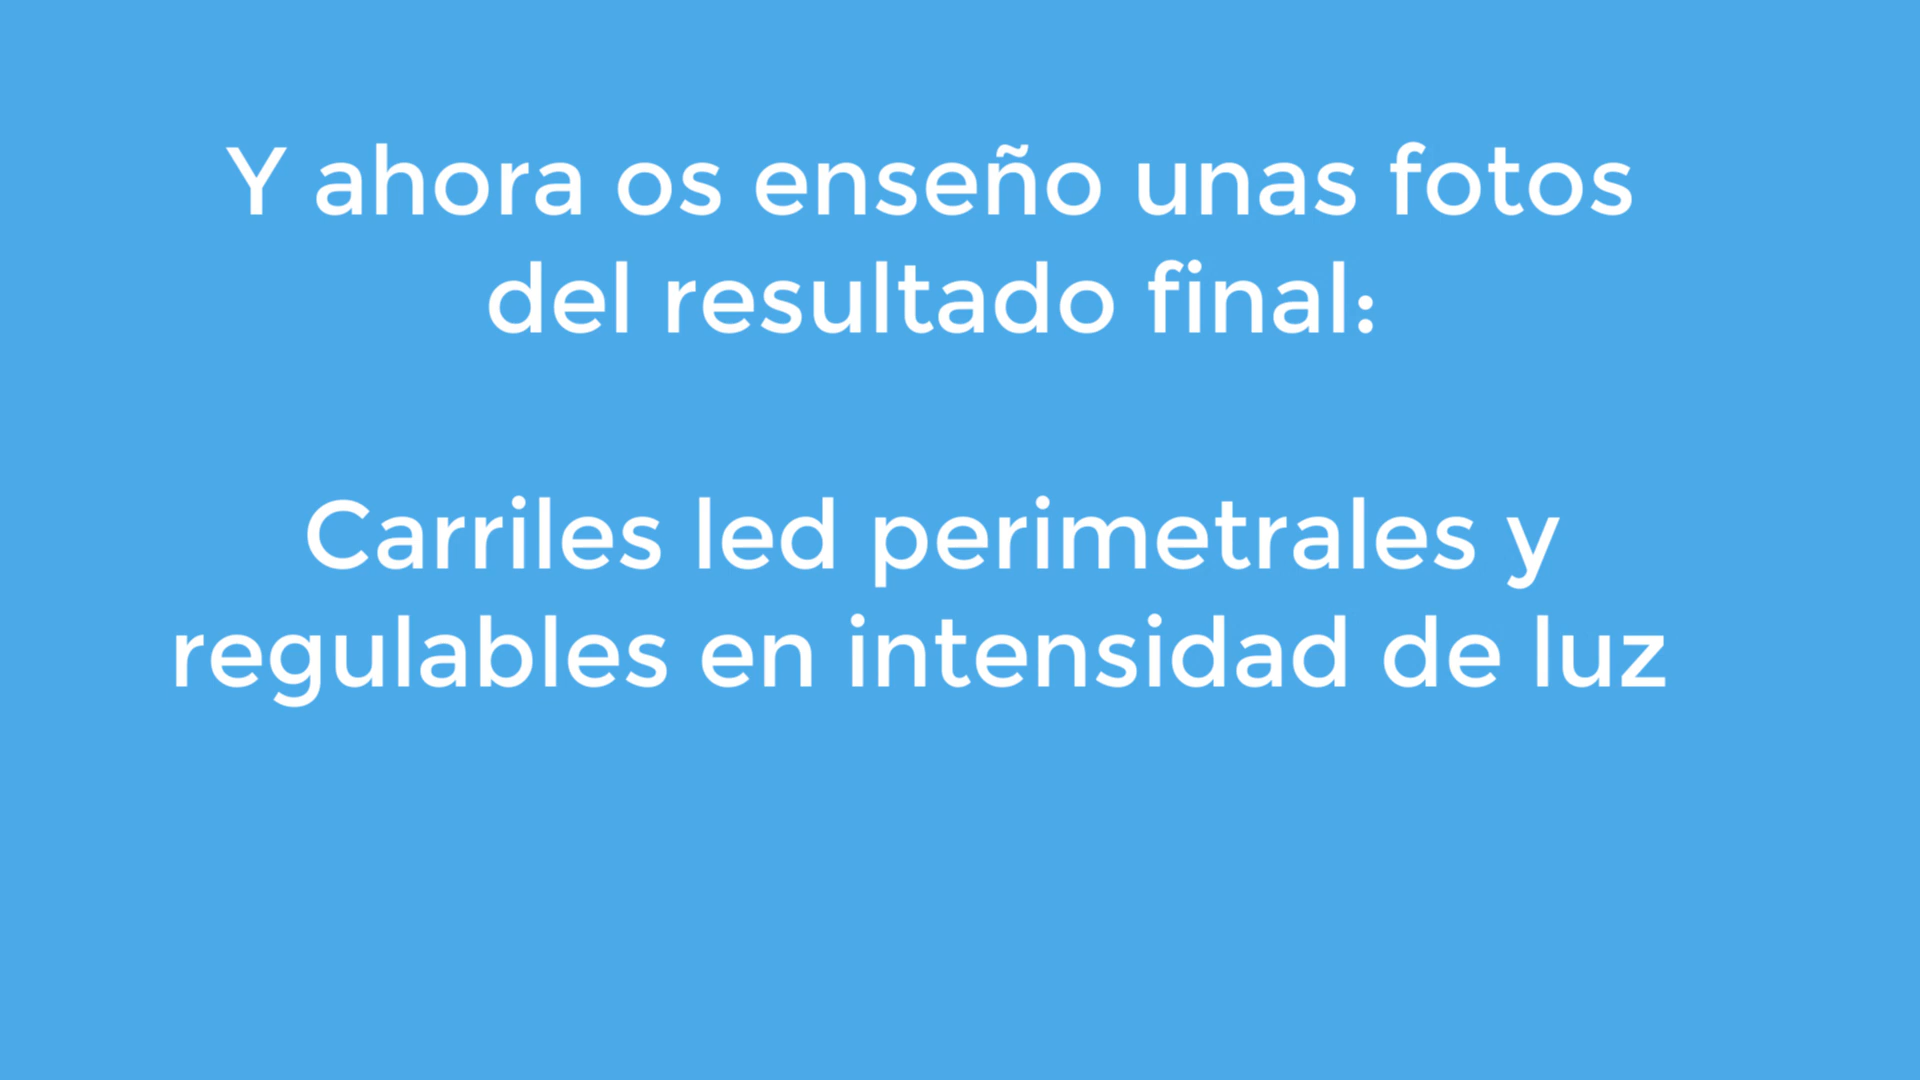 Y ahora os enseño unas fotos
del resultado final:
Carriles led perimetrales y
regulables en intensidad de luz